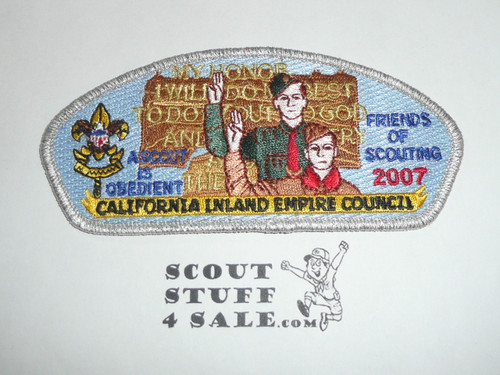 MY HONOR
I WILL DO MY BEST
TO DO MY DUTY TO GOD
AND
THE
A SCOUT
IS
OBEDIENT
FRIENDS
OF
SCOUTING
2007
CALIFORNIA INLAND EMPIRE COUNCIL
SCOUT
STUFF
4 SALE.COM